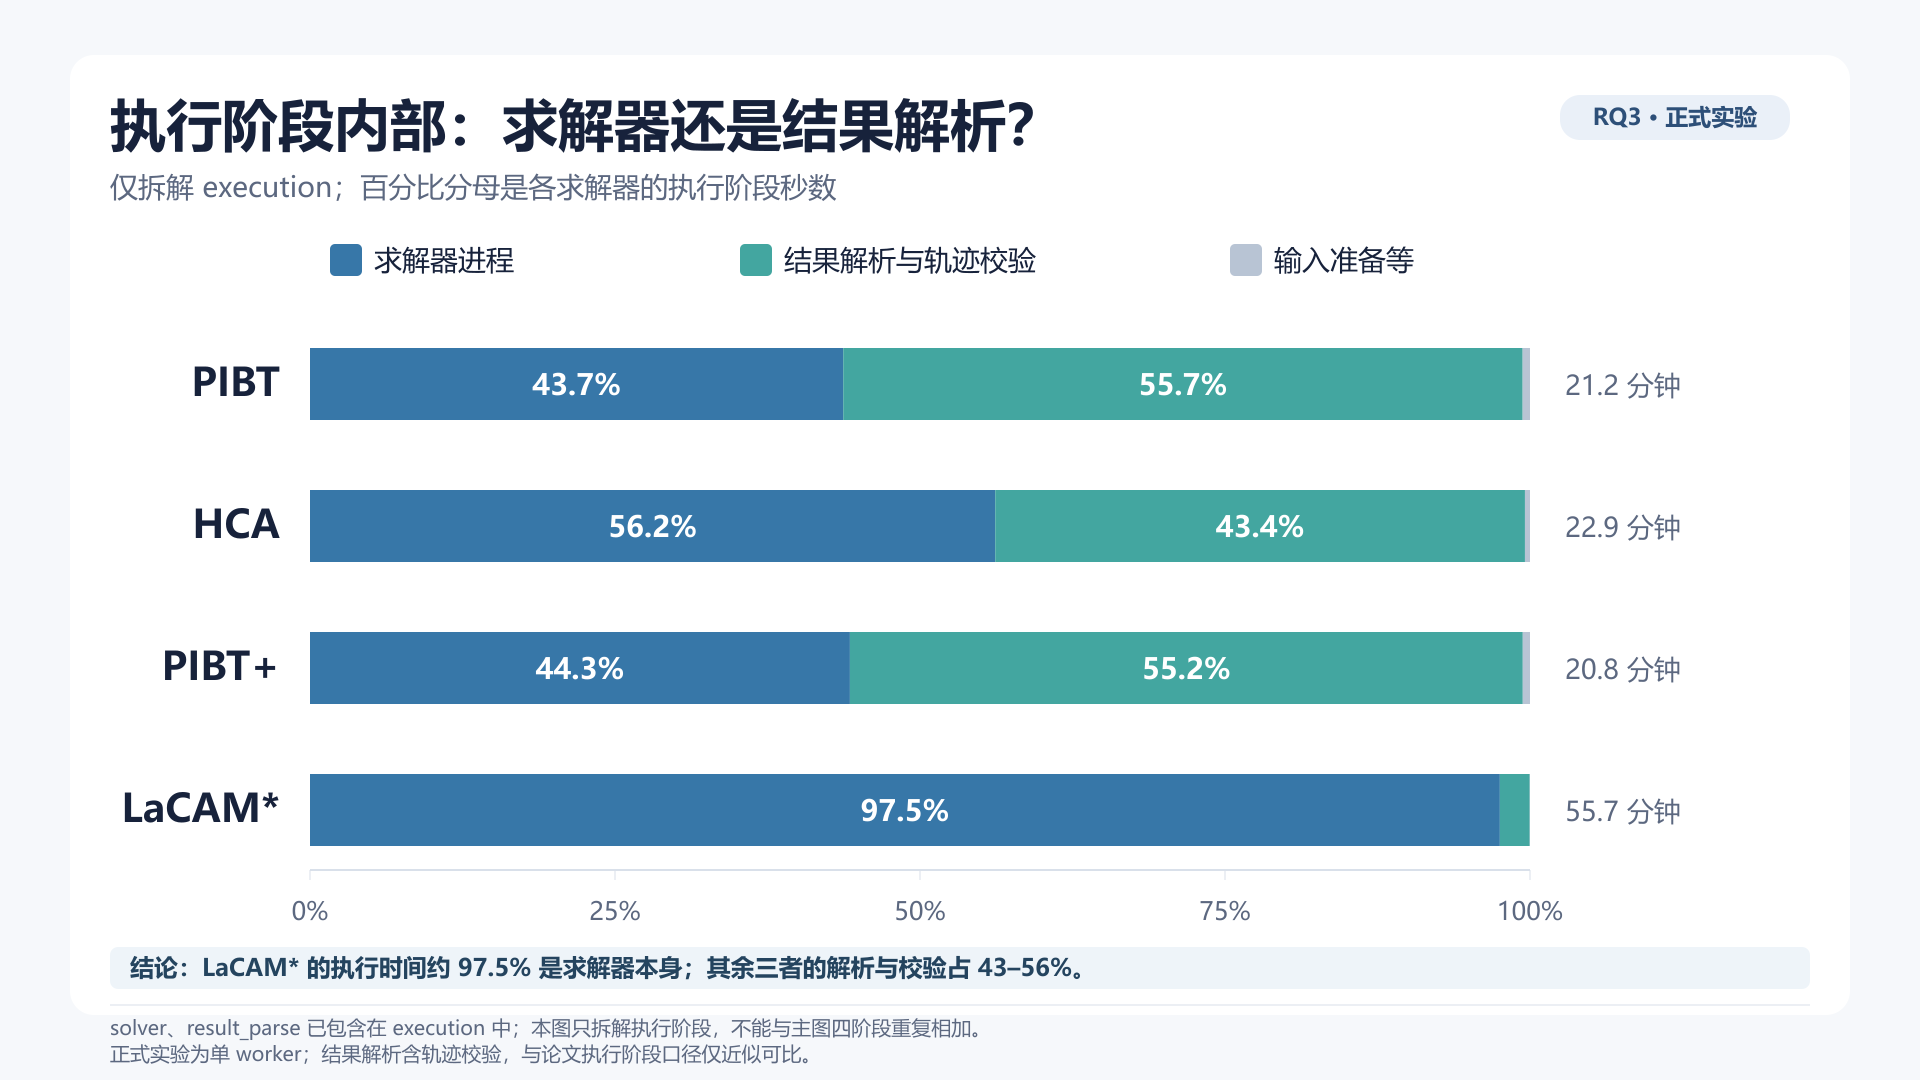 执行阶段内部：求解器还是结果解析？
RQ3 • 正式实验
仅拆解 execution；百分比分母是各求解器的执行阶段秒数
求解器进程 结果解析与轨迹校验 输入准备等
PIBT 43.7% 55.7% 21.2 分钟
HCA 56.2% 43.4% 22.9 分钟
PIBT+ 44.3% 55.2% 20.8 分钟
LaCAM* 97.5% 55.7 分钟
0% 25% 50% 75% 100%
结论：LaCAM* 的执行时间约 97.5% 是求解器本身；其余三者的解析与校验占 43–56%。
solver、result_parse 已包含在 execution 中；本图只拆解执行阶段，不能与主图四阶段重复相加。
正式实验为单 worker；结果解析含轨迹校验，与论文执行阶段口径仅近似可比。